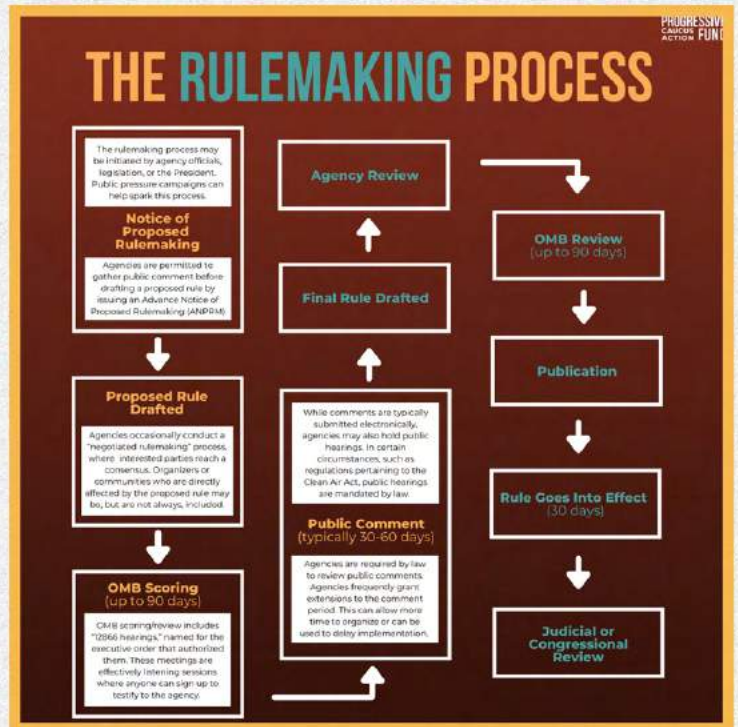 PROGRESSIVE
CAUCUS
ACTION FUND
THE RULEMAKING PROCESS
The rulemaking process may
be initiated by agency officials,
legislation, or the President.
Public pressure campaigns can
help spark this process.
Notice of
Proposed
Rulemaking
Agencies are permitted to
gather public comment before
drafting a proposed rule by
issuing an Advance Notice of
Proposed Rulemaking (ANPRM)
Proposed Rule
Drafted
Agencies occasionally conduct a
"negotiated rulemaking" process,
where interested parties reach a
consensus. Organizers or
communities who are directly
affected by the proposed rule may
be, but are not always, included.
OMB Scoring
(up to 90 days)
OMB scoring/review includes
"12866 hearings," named for the
executive order that authorized
them. These meetings are
effectively listening sessions
where anyone can sign up to
testify to the agency.
While comments are typically
submitted electronically,
agencies may also hold public
hearings. In certain
circumstances, such as
regulations pertaining to the
Clean Air Act, public hearings
are mandated by law.
Public Comment
(typically 30-60 days)
Agencies are required by law
to review public comments.
Agencies frequently grant
extensions to the comment
period. This can allow more
time to organize or can be
used to delay implementation.
Final Rule Drafted
Agency Review
OMB Review
(up to 90 days)
Publication
Rule Goes Into Effect
(30 days)
Judicial or
Congressional
Review